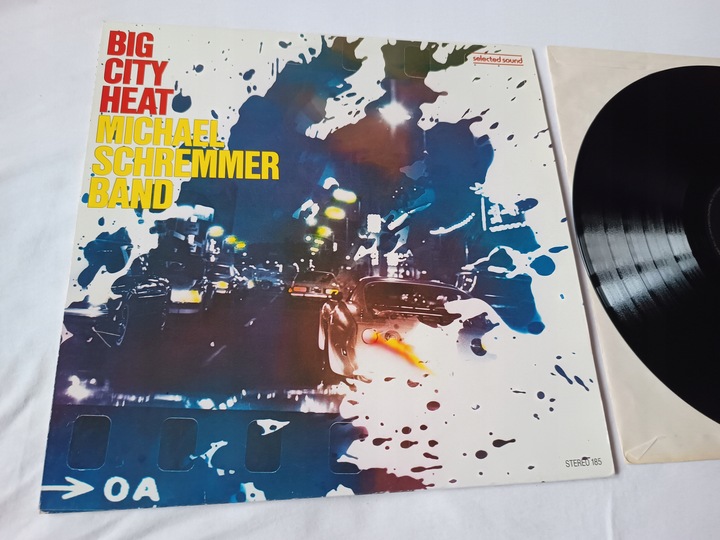 BIG
CITY
HEAT
MICHAEL
SCHREMMER
BAND
selected sound
STEREO 185
→ OA